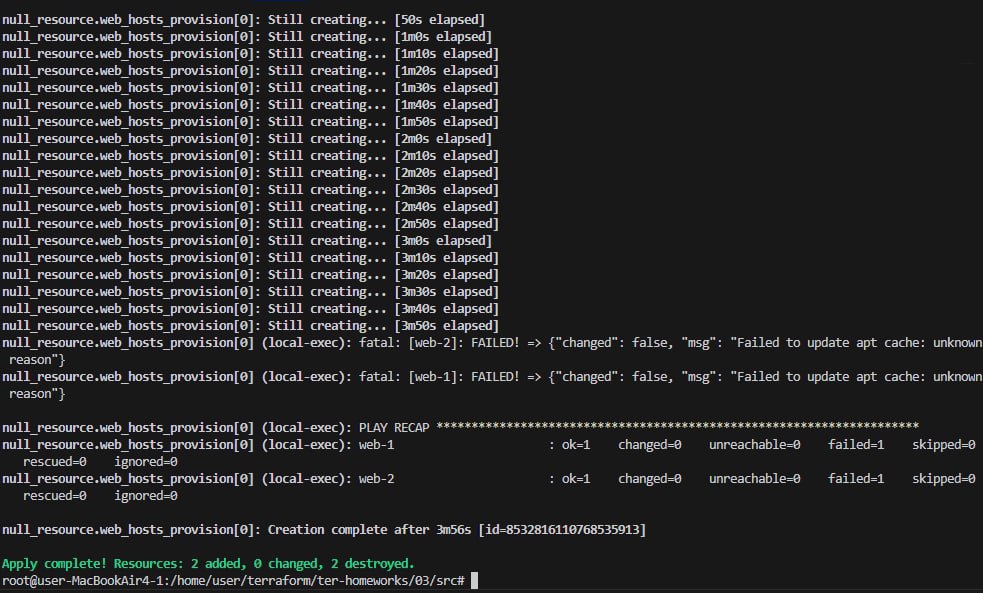 null_resource.web_hosts_provision[0]: Still creating... [50s elapsed]
null_resource.web_hosts_provision[0]: Still creating... [1m0s elapsed]
null_resource.web_hosts_provision[0]: Still creating... [1m10s elapsed]
null_resource.web_hosts_provision[0]: Still creating... [1m20s elapsed]
null_resource.web_hosts_provision[0]: Still creating... [1m30s elapsed]
null_resource.web_hosts_provision[0]: Still creating... [1m40s elapsed]
null_resource.web_hosts_provision[0]: Still creating... [1m50s elapsed]
null_resource.web_hosts_provision[0]: Still creating... [2m0s elapsed]
null_resource.web_hosts_provision[0]: Still creating... [2m10s elapsed]
null_resource.web_hosts_provision[0]: Still creating... [2m20s elapsed]
null_resource.web_hosts_provision[0]: Still creating... [2m30s elapsed]
null_resource.web_hosts_provision[0]: Still creating... [2m40s elapsed]
null_resource.web_hosts_provision[0]: Still creating... [2m50s elapsed]
null_resource.web_hosts_provision[0]: Still creating... [3m0s elapsed]
null_resource.web_hosts_provision[0]: Still creating... [3m10s elapsed]
null_resource.web_hosts_provision[0]: Still creating... [3m20s elapsed]
null_resource.web_hosts_provision[0]: Still creating... [3m30s elapsed]
null_resource.web_hosts_provision[0]: Still creating... [3m40s elapsed]
null_resource.web_hosts_provision[0]: Still creating... [3m50s elapsed]
null_resource.web_hosts_provision[0] (local-exec): fatal: [web-2]: FAILED! => {"changed": false, "msg": "Failed to update apt cache: unknown
 reason"}
null_resource.web_hosts_provision[0] (local-exec): fatal: [web-1]: FAILED! => {"changed": false, "msg": "Failed to update apt cache: unknown
 reason"}
null_resource.web_hosts_provision[0] (local-exec): PLAY RECAP *********************************************************************
null_resource.web_hosts_provision[0] (local-exec): web-1                      : ok=1    changed=0    unreachable=0    failed=1    skipped=0
   rescued=0    ignored=0
null_resource.web_hosts_provision[0] (local-exec): web-2                      : ok=1    changed=0    unreachable=0    failed=1    skipped=0
   rescued=0    ignored=0
null_resource.web_hosts_provision[0]: Creation complete after 3m56s [id=8532816110768535913]
Apply complete! Resources: 2 added, 0 changed, 2 destroyed.
root@user-MacBookAir4-1:/home/user/terraform/ter-homeworks/03/src#